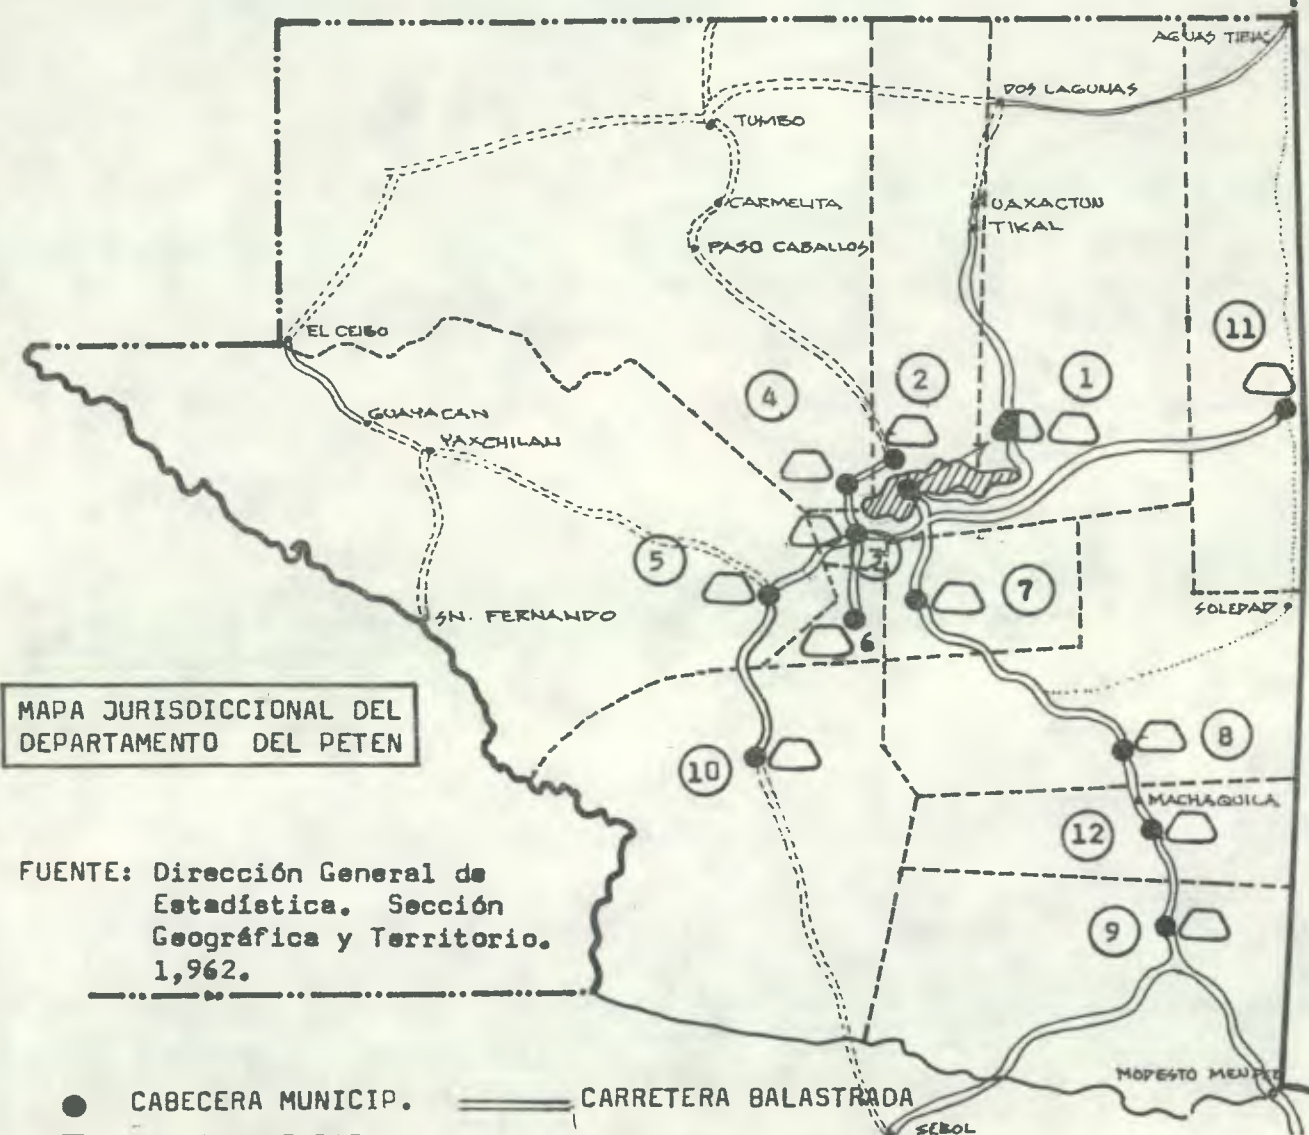 AGUAS TIBIAS
DOS LAGUNAS
TUMBO
CARMELITA
UAXACTUN
TIKAL
PASO CABALLOS
11
EL CEIBO
2
1
4
GUAYACAN
YAXCHILAN
5
3
7
SOLEDAD
SN. FERNANDO
6
MAPA JURISDICCIONAL DEL
DEPARTAMENTO DEL PETEN
8
10
MACHAQUILA
12
FUENTE: Dirección General de
Estadística. Sección
Geográfica y Territorio.
1,962.
9
MODESTO
CABECERA MUNICIP.
CARRETERA BALASTRADA
SEBOL